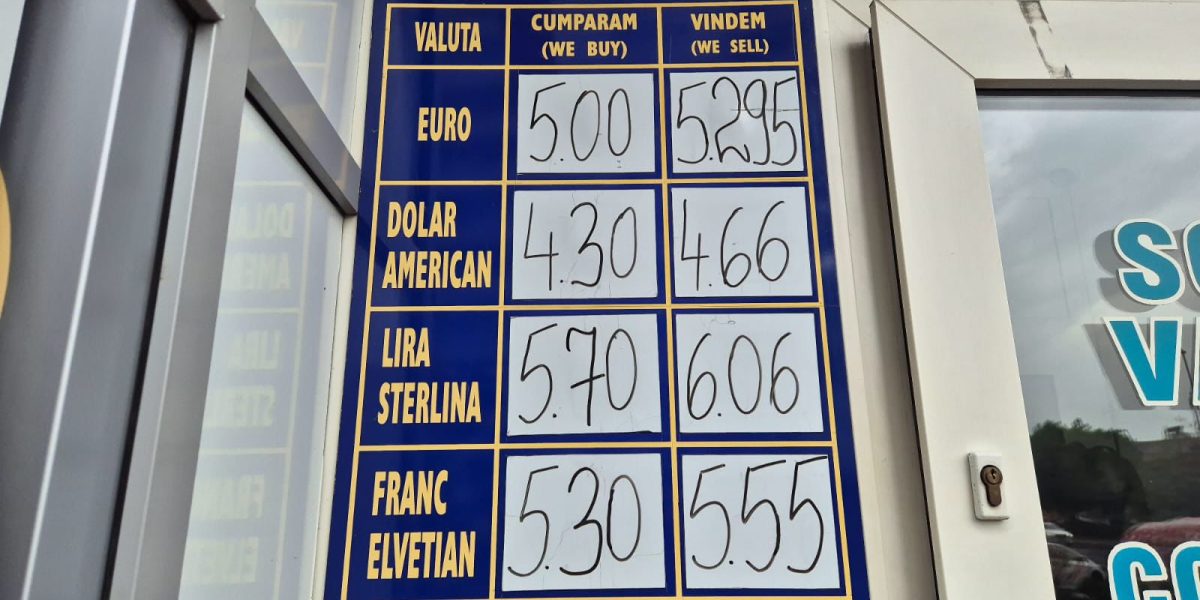 VALUTA
CUMPARAM
(WE BUY)
VINDEM
(WE SELL)
EURO
5.00
5.295
DOLAR
AMERICAN
4.30
4.66
LIRA
STERLINA
5.70
6.06
FRANC
ELVETIAN
5.30
5.55